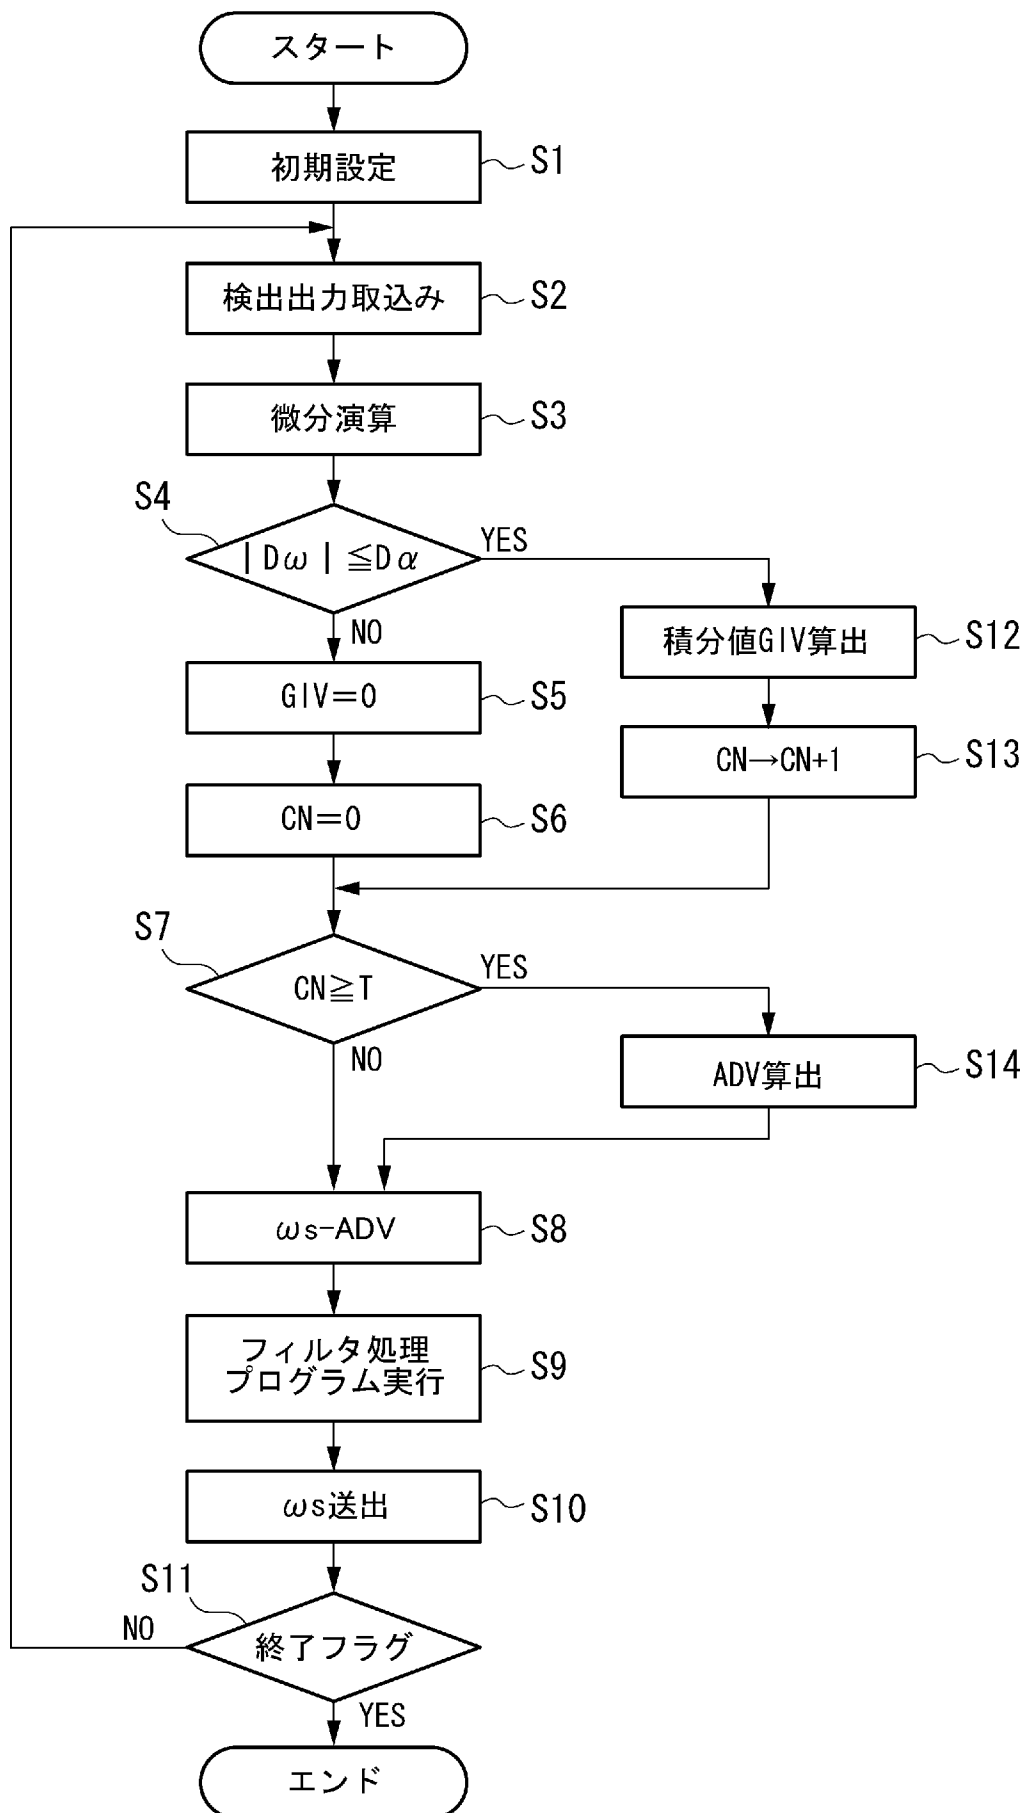 スタート
初期設定
S1
検出出力取込み
S2
微分演算
S3
S4
|Dω|≦Dα
YES
NO
積分値GIV算出
S12
GIV=0
S5
CN→CN+1
S13
CN=0
S6
S7
CN≧T
YES
NO
ADV算出
S14
ωs-ADV
S8
フィルタ処理
プログラム実行
S9
ωs送出
S10
S11
終了フラグ
NO
YES
エンド